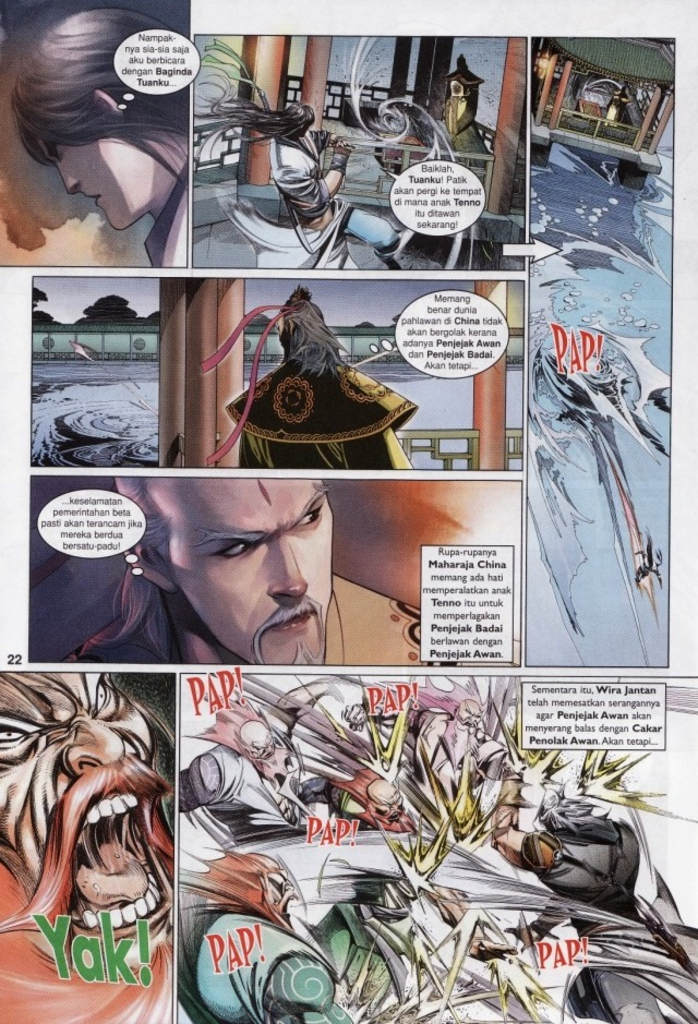 Nampak-
nya sia-sia saja
aku berbicara
dengan Baginda
Tuanku...
Baiklah,
Tuanku! Patik
akan pergi ke tempat
di mana anak Tenno
itu ditawan
sekarang!
PAP!
Memang
benar dunia
pahlawan di China tidak
akan bergolak kerana
adanya Penjejak Awan
dan Penjejak Badai.
Akan tetapi...
...keselamatan
pemerintahan beta
pasti akan terancam jika
mereka berdua
bersatu-padu!
Rupa-rupanya
Maharaja China
memang ada hati
memperalatkan anak
Tenno itu untuk
memperlagakan
Penjejak Badai
berlawan dengan
Penjejak Awan.
22
Yak!
PAP!
PAP!
Sementara itu, Wira Jantan
telah memesatkan serangannya
agar Penjejak Awan akan
menyerang balas dengan Cakar
Penolak Awan. Akan tetapi...
PAP!
PAP!
PAP!